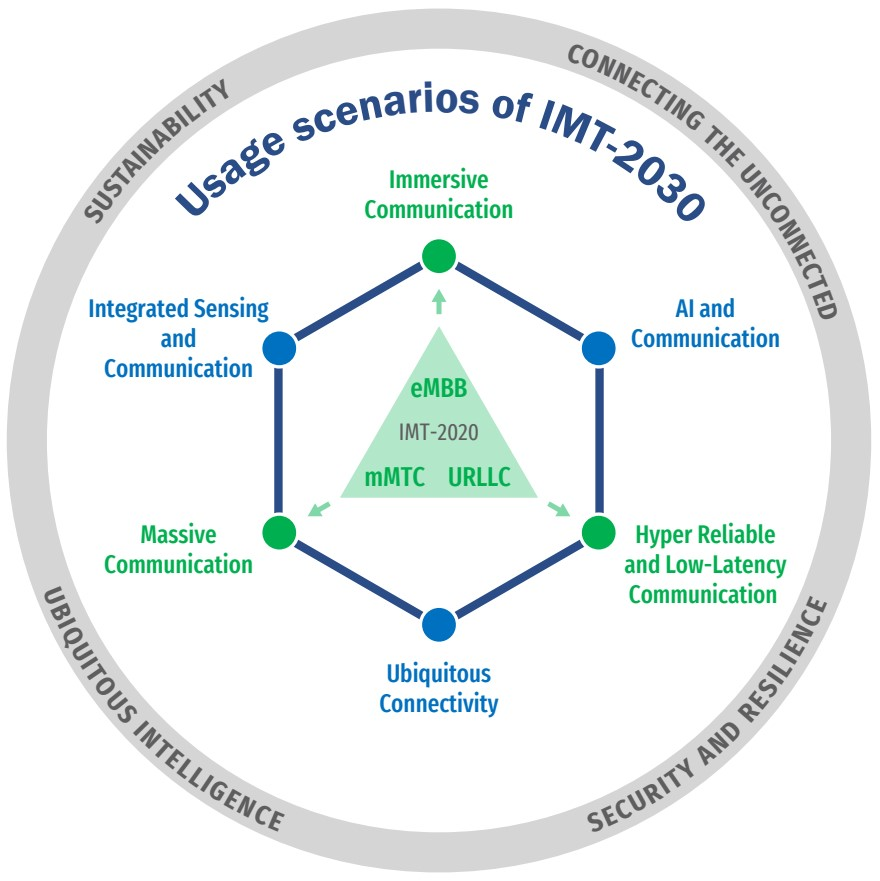 SUSTAINABILITY
CONNECTING THE UNCONNECTED
Usage scenarios of IMT-2030
Immersive
Communication
Integrated Sensing
and
Communication
AI and
Communication
eMBB
IMT-2020
mMTC URLLC
Massive
Communication
Hyper Reliable
and Low-Latency
Communication
Ubiquitous
Connectivity
UBIQUITOUS INTELLIGENCE
SECURITY AND RESILIENCE